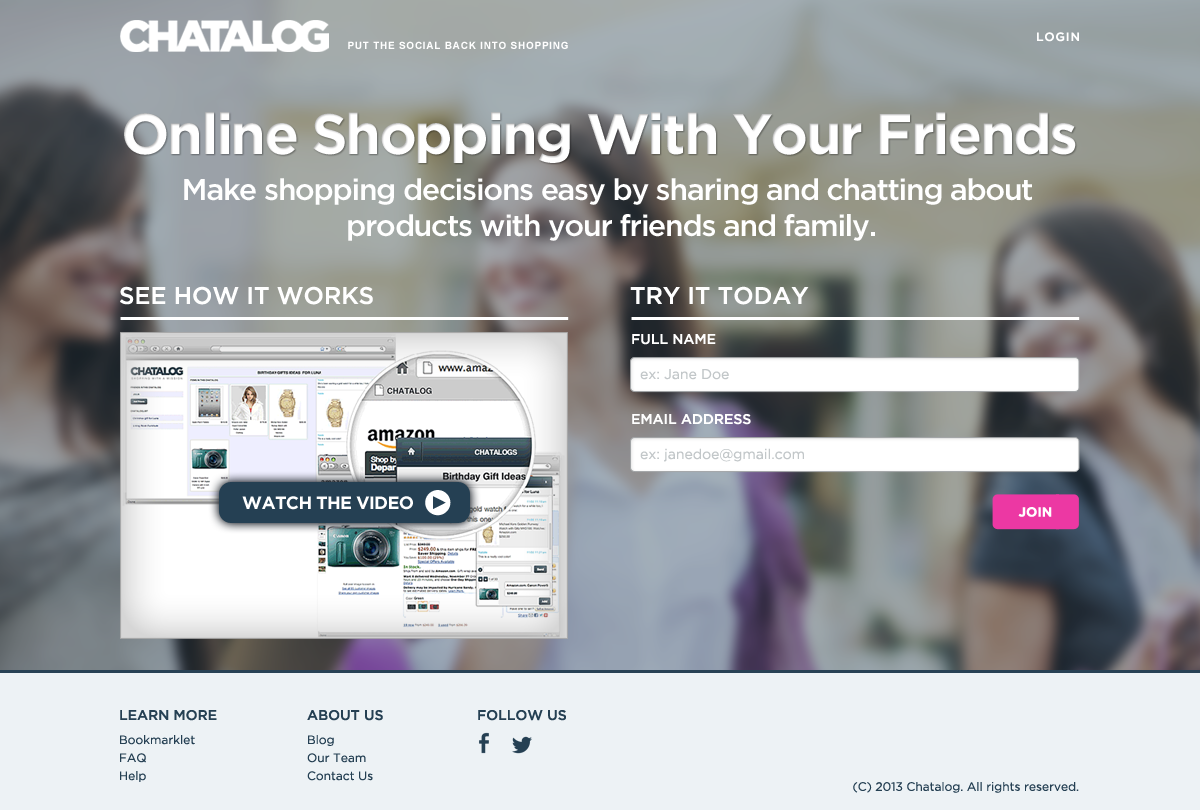 CHATALOG
PUT THE SOCIAL BACK INTO SHOPPING
LOGIN
Online Shopping With Your Friends
Make shopping decisions easy by sharing and chatting about
products with your friends and family.
SEE HOW IT WORKS
CHATALOG
BIRTHDAY GIFTS IDEAS FOR LUNI
www.amaz
CHATALOG
amazon
Shop by
Depar
CHATALOGS
Birthday Gift Ideas
WATCH THE VIDEO
TRY IT TODAY
FULL NAME
ex: Jane Doe
EMAIL ADDRESS
ex: janedoe@gmail.com
JOIN
LEARN MORE
Bookmarklet
FAQ
Help
ABOUT US
Blog
Our Team
Contact Us
FOLLOW US
(C) 2013 Chatalog. All rights reserved.